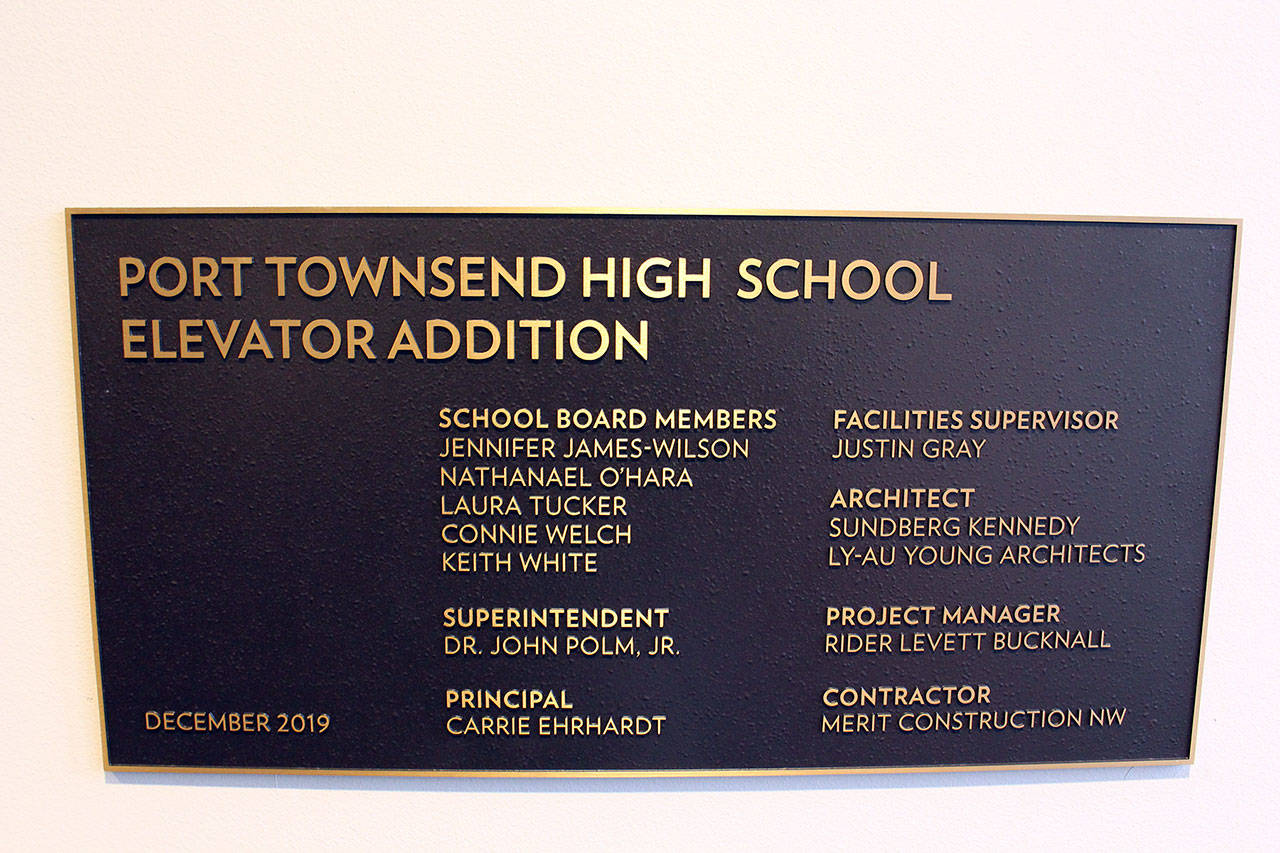 PORT TOWNSEND HIGH SCHOOL
ELEVATOR ADDITION
SCHOOL BOARD MEMBERS
JENNIFER JAMES-WILSON
NATHANAEL O'HARA
LAURA TUCKER
CONNIE WELCH
KEITH WHITE
SUPERINTENDENT
DR. JOHN POLM, JR.
PRINCIPAL
CARRIE EHRHARDT
FACILITIES SUPERVISOR
JUSTIN GRAY
ARCHITECT
SUNDBERG KENNEDY
LY-AU YOUNG ARCHITECTS
PROJECT MANAGER
RIDER LEVETT BUCKNALL
CONTRACTOR
MERIT CONSTRUCTION NW
DECEMBER 2019